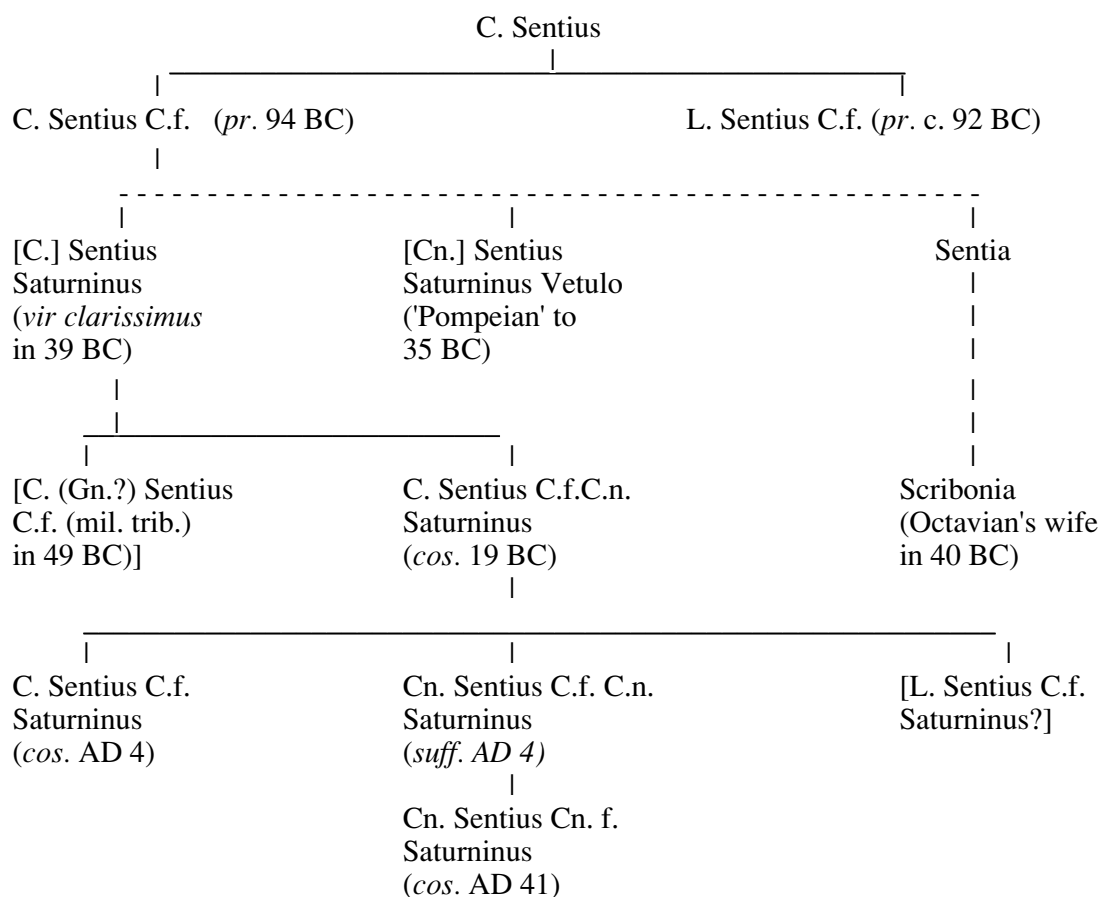 C. Sentius
C. Sentius C.f. (pr. 94 BC) L. Sentius C.f. (pr. c. 92 BC)
[C.] Sentius [Cn.] Sentius Sentia
Saturninus Saturninus Vetulo
(vir clarissimus ('Pompeian' to
in 39 BC) 35 BC)
[C. (Gn.?) Sentius C. Sentius C.f.C.n. Scribonia
C.f. (mil. trib.) Saturninus (Octavian's wife
in 49 BC)] (cos. 19 BC) in 40 BC)
C. Sentius C.f. Cn. Sentius C.f. C.n. [L. Sentius C.f.
Saturninus Saturninus Saturninus?]
(cos. AD 4) (suff. AD 4)
Cn. Sentius Cn. f.
Saturninus
(cos. AD 41)